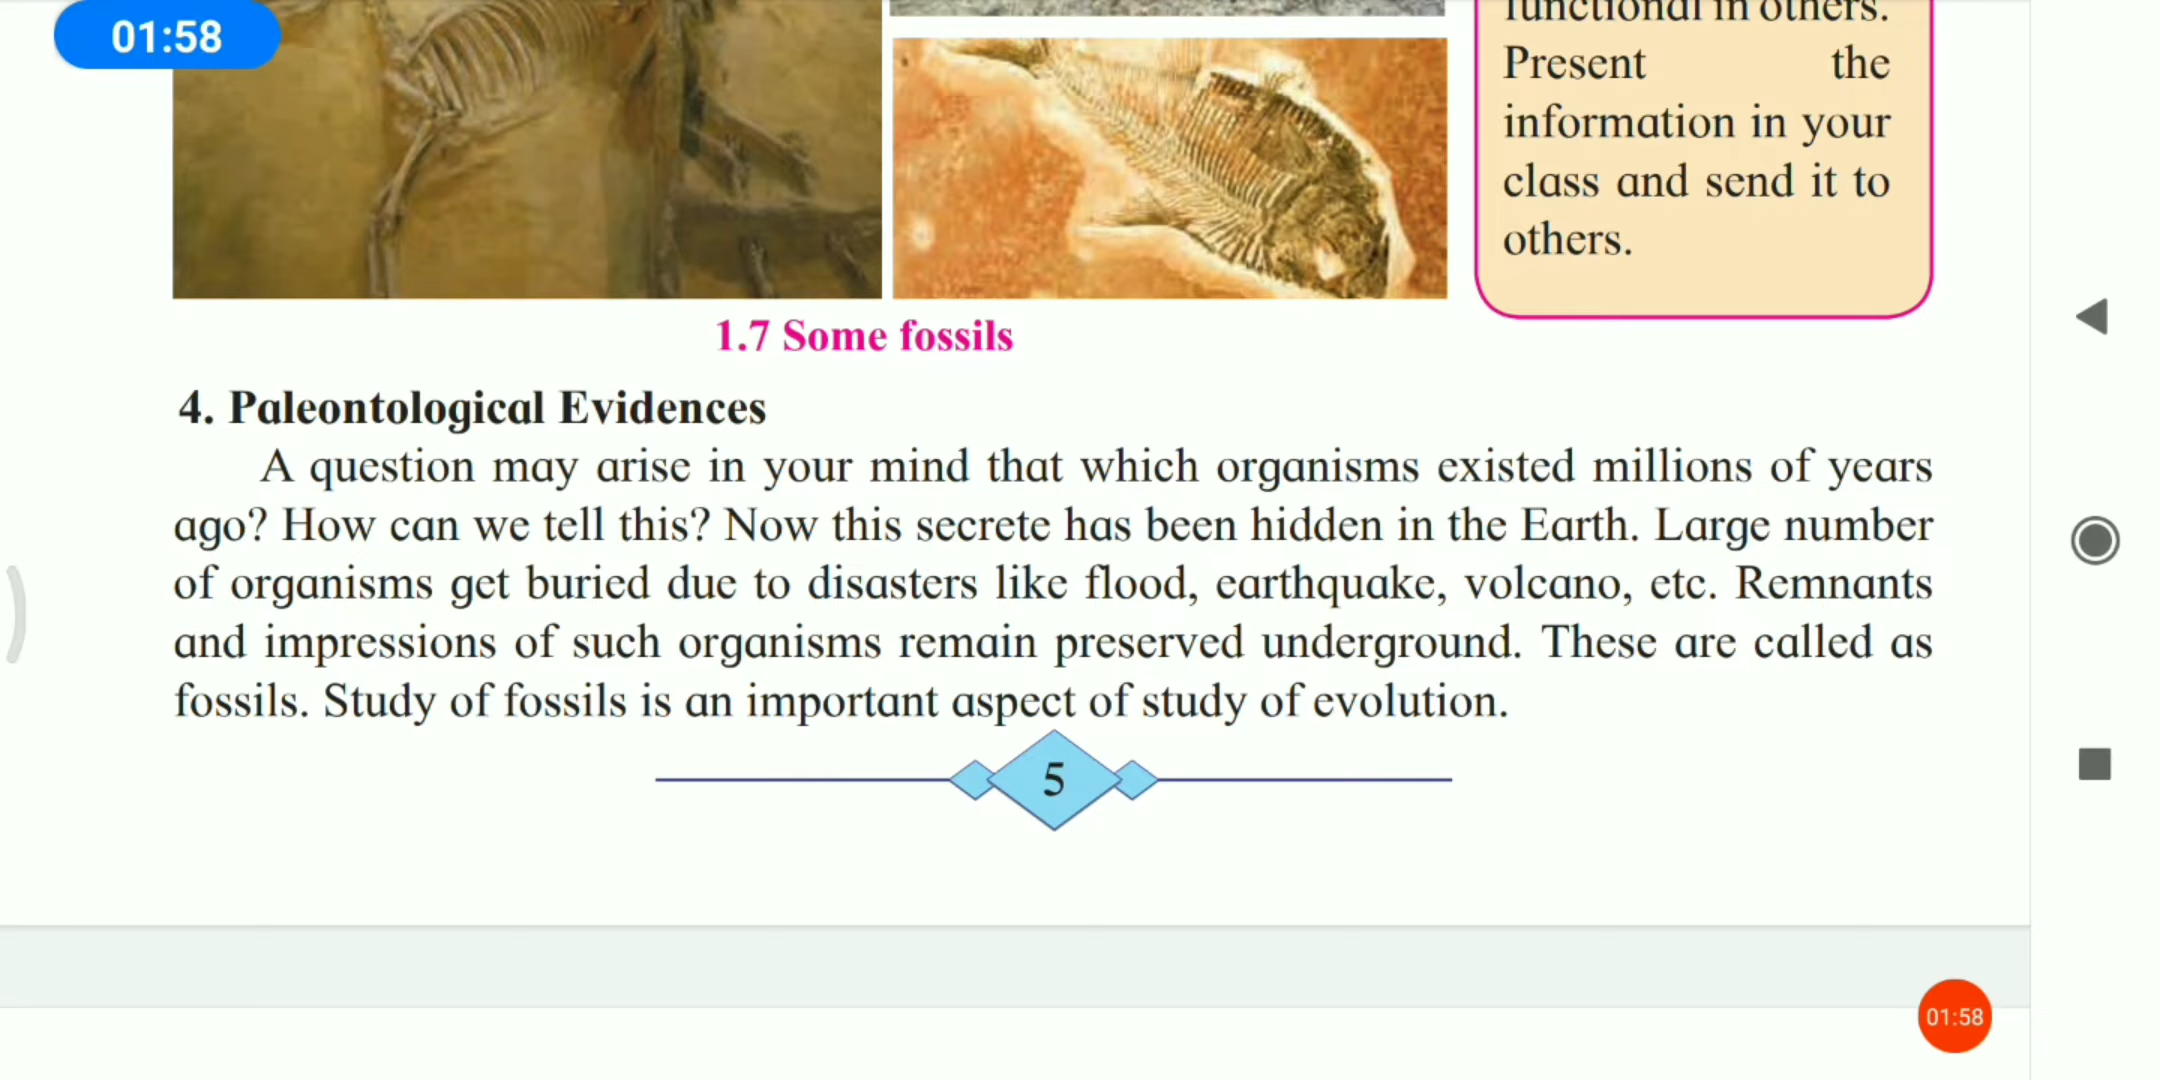 01:58
functional in others.
Present the
information in your
class and send it to
others.
1.7 Some fossils
4. Paleontological Evidences
A question may arise in your mind that which organisms existed millions of years
ago? How can we tell this? Now this secrete has been hidden in the Earth. Large number
of organisms get buried due to disasters like flood, earthquake, volcano, etc. Remnants
and impressions of such organisms remain preserved underground. These are called as
fossils. Study of fossils is an important aspect of study of evolution.
5
01:58